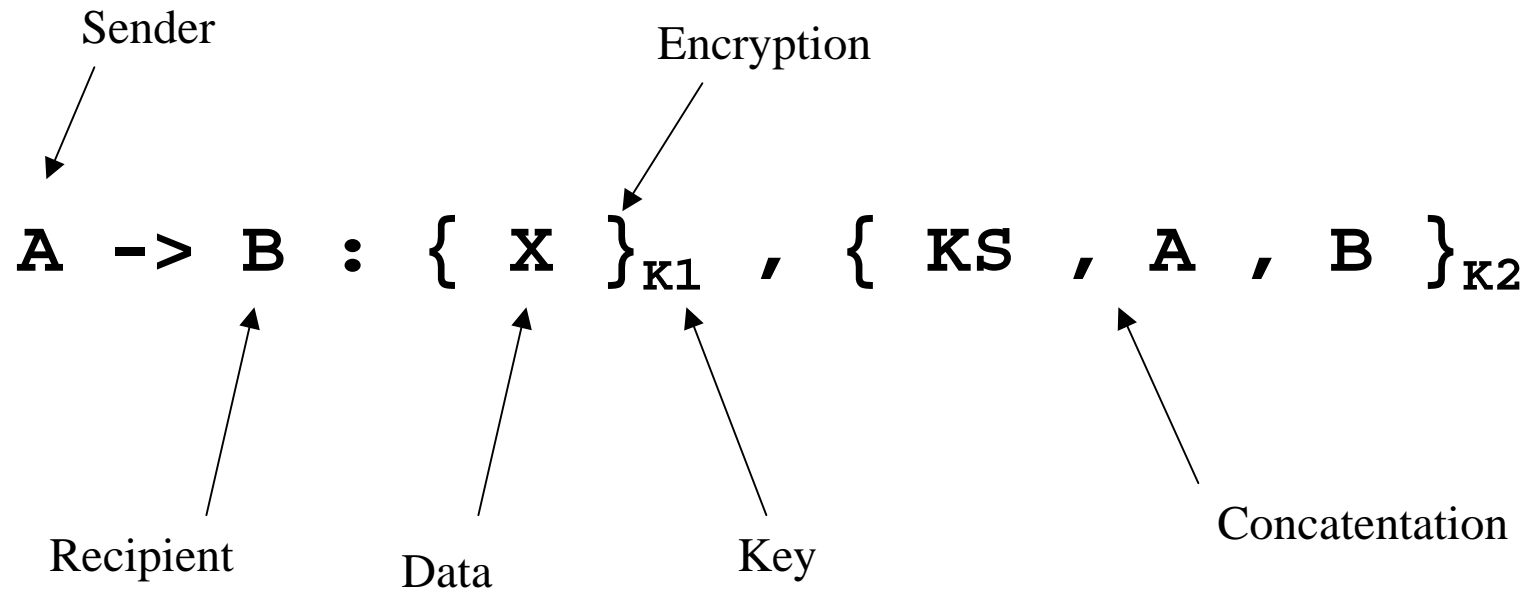 Sender
Encryption
A -> B : { X }K1 , { KS , A , B }K2
Recipient
Data
Key
Concatentation